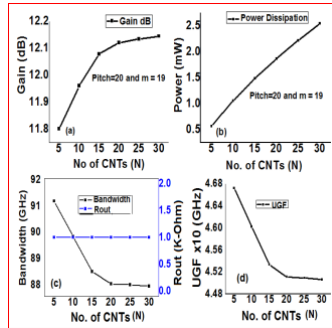 Gain dB
Gain (dB)
12.2
12.1
12.0
11.9
11.8
Pitch=20 and m = 19
(a)
5 10 15 20 25 30
No of CNTs (N)
Power Dissipation
Power (mW)
2.5
2.0
1.5
1.0
0.5
Pitch=20 and m = 19
(b)
5 10 15 20 25 30
No. of CNTs (N)
Bandwidth
Rout
Bandwidth (GHz)
92
91
90
89
88
Rout (K-Ohm)
2.0
1.5
1.0
0.5
0.0
(c)
5 10 15 20 25 30
No. of CNTs (N)
UGF
UGF x10 (GHz)
4.68
4.64
4.60
4.56
4.52
4.48
(d)
5 10 15 20 25 30
No. of CNTs (N)